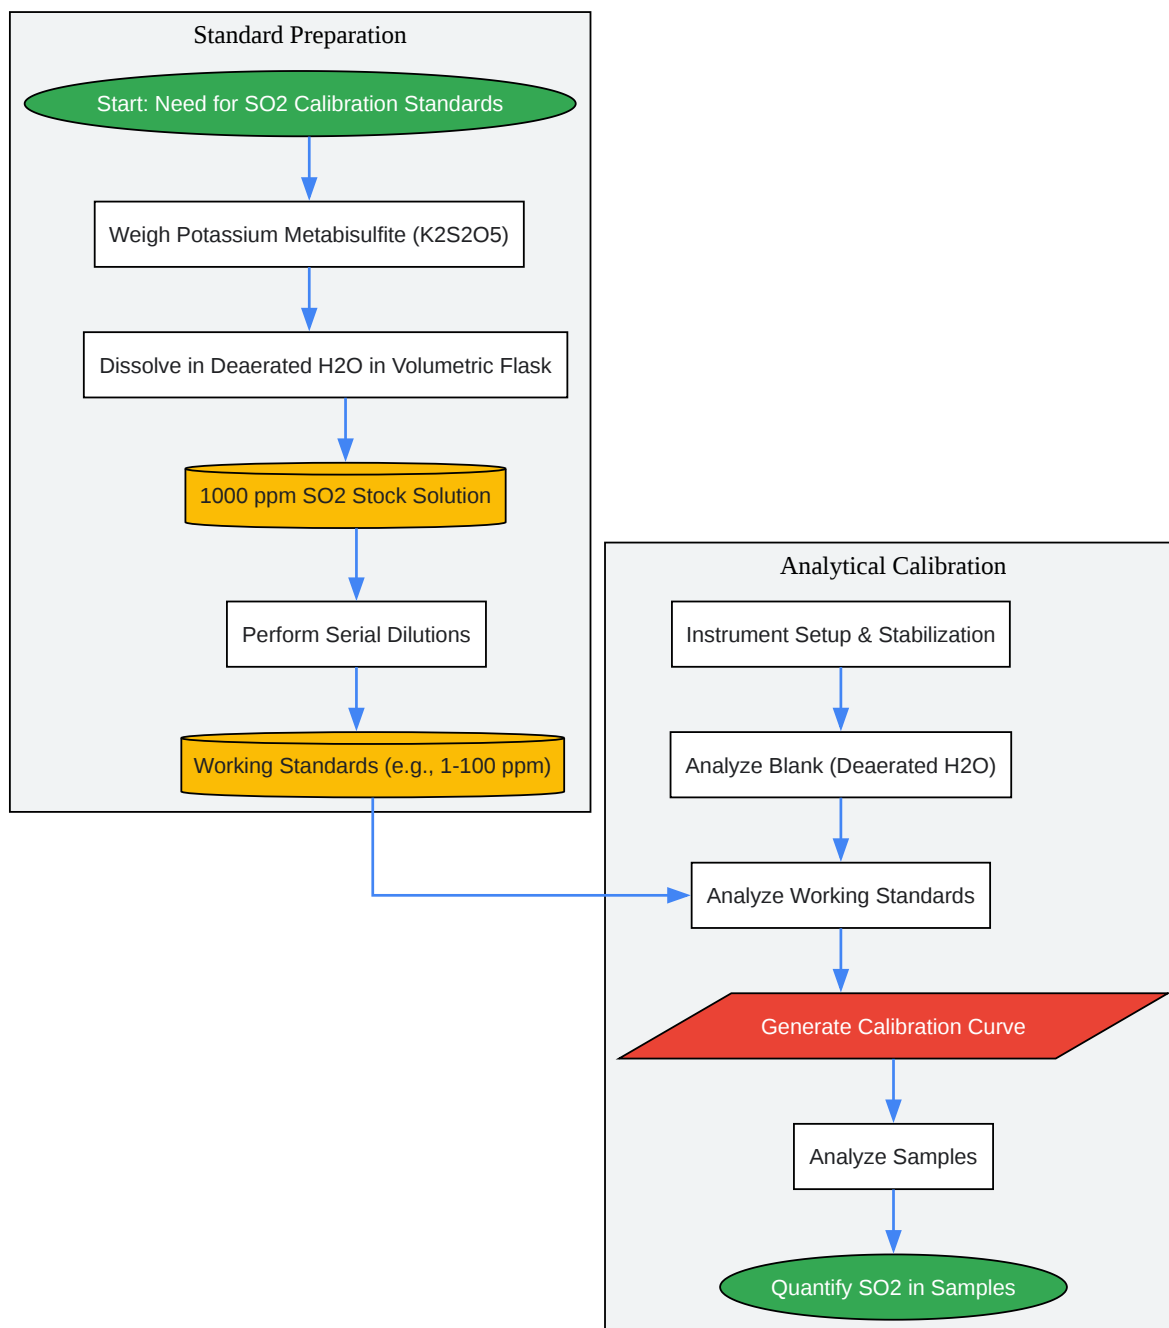 Standard Preparation
Start: Need for SO2 Calibration Standards
Weigh Potassium Metabisulfite (K2S2O5)
Dissolve in Deaerated H2O in Volumetric Flask
1000 ppm SO2 Stock Solution
Perform Serial Dilutions
Working Standards (e.g., 1-100 ppm)
Analytical Calibration
Instrument Setup & Stabilization
Analyze Blank (Deaerated H2O)
Analyze Working Standards
Generate Calibration Curve
Analyze Samples
Quantify SO2 in Samples